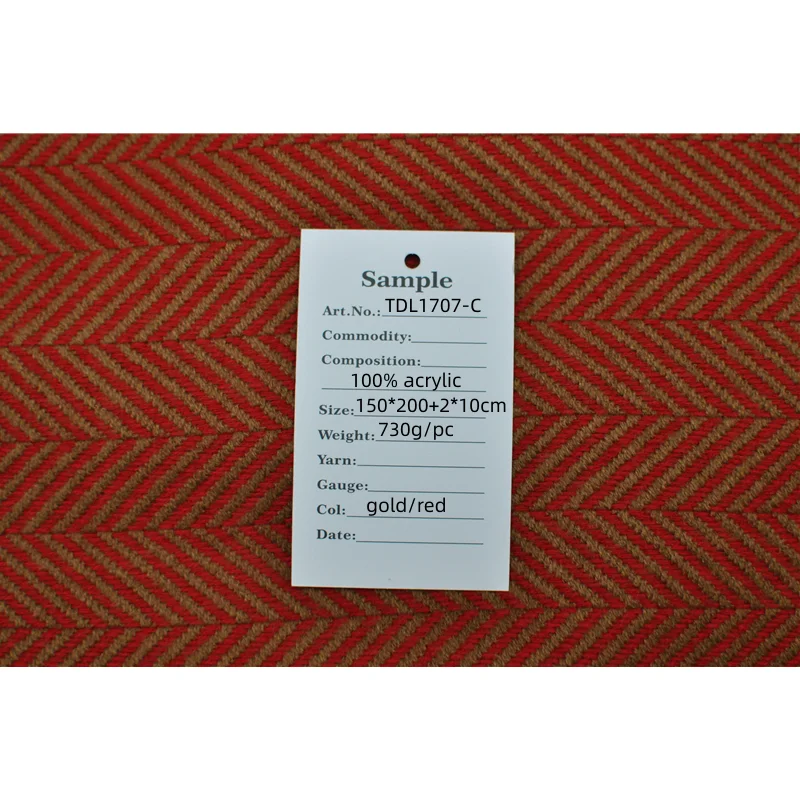 Sample
Art.No.: TDL1707-C
Commodity:
Composition:
100% acrylic
Size: 150*200+2*10cm
Weight: 730g/pc
Yarn:
Gauge:
Col: gold/red
Date: